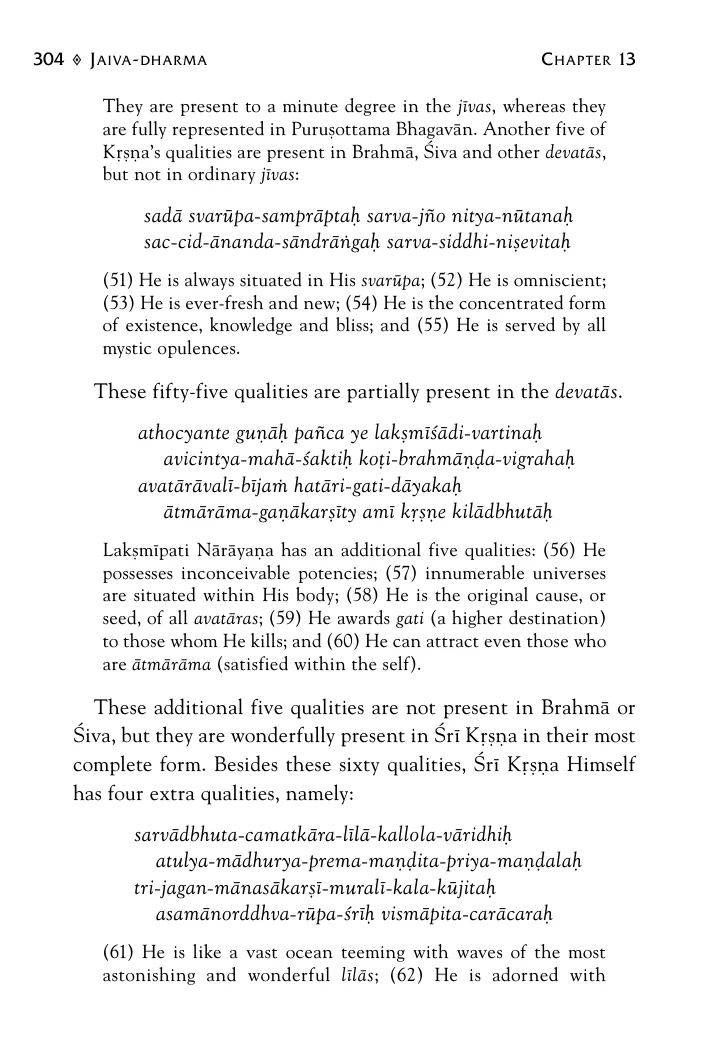 304 ◈ JAIVA-DHARMA CHAPTER 13
They are present to a minute degree in the jīvas, whereas they
are fully represented in Puruṣottama Bhagavān. Another five of
Kṛṣṇa's qualities are present in Brahmā, Śiva and other devatās,
but not in ordinary jīvas:
sadā svarūpa-samprāptaḥ sarva-jño nitya-nūtanaḥ
sac-cid-ānanda-sāndrāṅgaḥ sarva-siddhi-niṣevitaḥ
(51) He is always situated in His svarūpa; (52) He is omniscient;
(53) He is ever-fresh and new; (54) He is the concentrated form
of existence, knowledge and bliss; and (55) He is served by all
mystic opulences.
These fifty-five qualities are partially present in the devatās.
athocyante guṇāḥ pañca ye lakṣmīśādi-vartinaḥ
avicintya-mahā-śaktiḥ koṭi-brahmāṇḍa-vigrahaḥ
avatārāvalī-bījaṁ hatāri-gati-dāyakaḥ
ātmārāma-gaṇākarṣīty amī kṛṣṇe kilādbhutāḥ
Lakṣmīpati Nārāyaṇa has an additional five qualities: (56) He
possesses inconceivable potencies; (57) innumerable universes
are situated within His body; (58) He is the original cause, or
seed, of all avatāras; (59) He awards gati (a higher destination)
to those whom He kills; and (60) He can attract even those who
are ātmārāma (satisfied within the self).
These additional five qualities are not present in Brahmā or
Śiva, but they are wonderfully present in Śrī Kṛṣṇa in their most
complete form. Besides these sixty qualities, Śrī Kṛṣṇa Himself
has four extra qualities, namely:
sarvādbhuta-camatkāra-līlā-kallola-vāridhiḥ
atulya-mādhurya-prema-maṇḍita-priya-maṇḍalaḥ
tri-jagan-mānasākarṣī-muralī-kala-kūjitaḥ
asamānorddhva-rūpa-śrīḥ vismāpita-carācaraḥ
(61) He is like a vast ocean teeming with waves of the most
astonishing and wonderful līlās; (62) He is adorned with